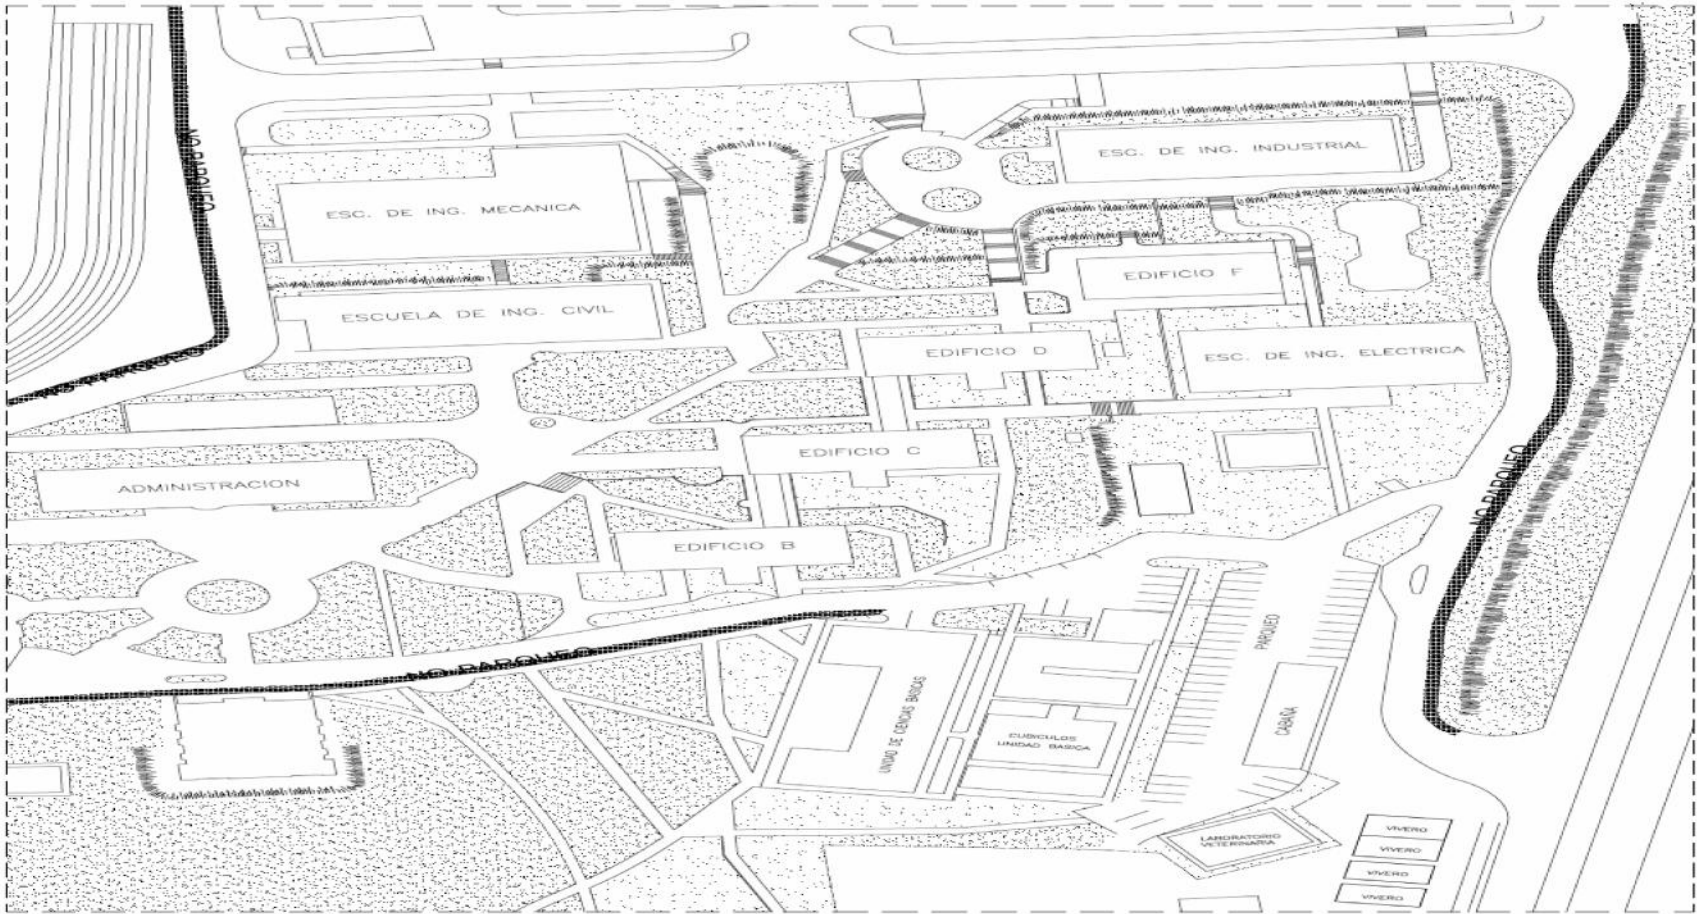 NO PARQUEO
ESC. DE ING. INDUSTRIAL
ESC. DE ING. MECANICA
EDIFICIO F
ESCUELA DE ING. CIVIL
EDIFICIO D
ESC. DE ING. ELECTRICA
NO PARQUEO
EDIFICIO C
ADMINISTRACION
NO PARQUEO
EDIFICIO B
PARQUEO
NO PARQUEO
UNIDAD DE CIENCIAS BASICAS
CABAÑA
CUBICULOS
UNIDAD BASICA
LABORATORIO
VETERINARIA
VIVERO
VIVERO
VIVERO
VIVERO